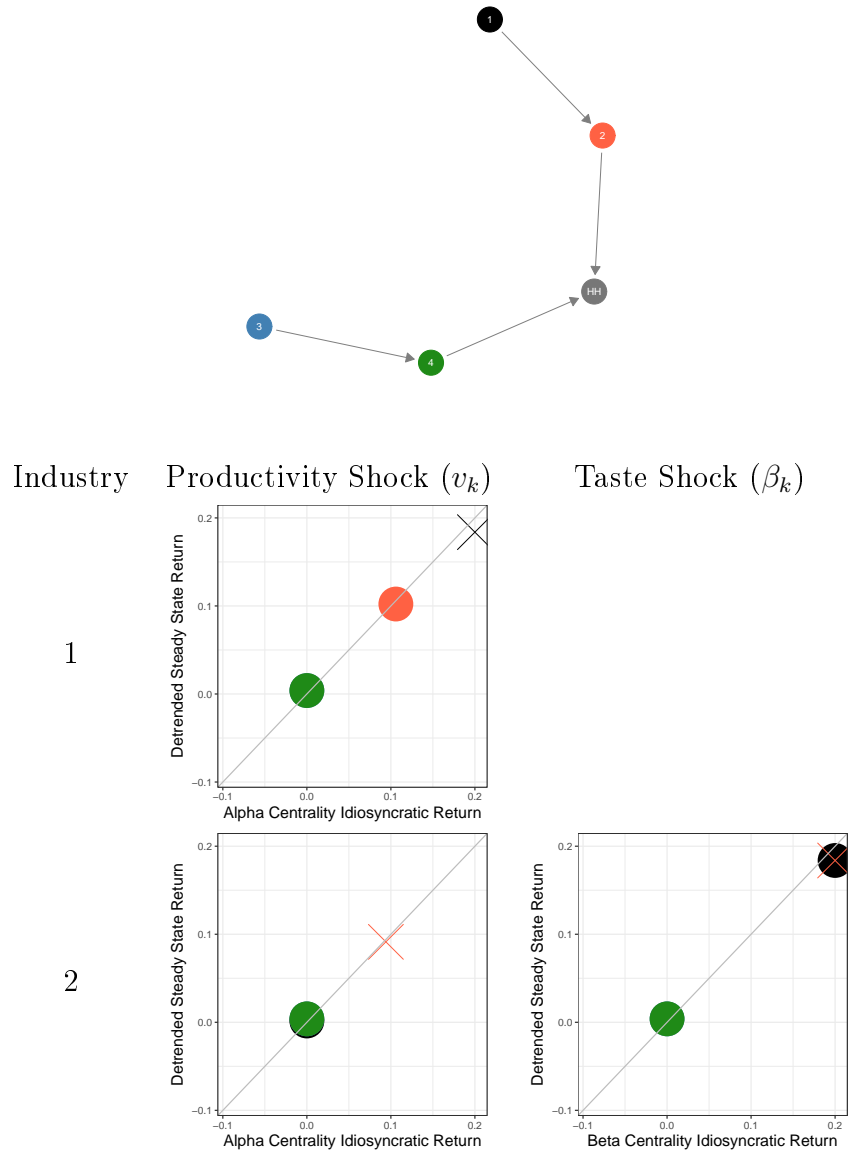 1
2
HH
3
4
Industry Productivity Shock (v_k) Taste Shock (β_k)
0.2
0.1
0.0
−0.1
−0.1 0.0 0.1 0.2
Detrended Steady State Return
Alpha Centrality Idiosyncratic Return
1
0.2
0.1
0.0
−0.1
−0.1 0.0 0.1 0.2
Detrended Steady State Return
Alpha Centrality Idiosyncratic Return
2
0.2
0.1
0.0
−0.1
−0.1 0.0 0.1 0.2
Detrended Steady State Return
Beta Centrality Idiosyncratic Return